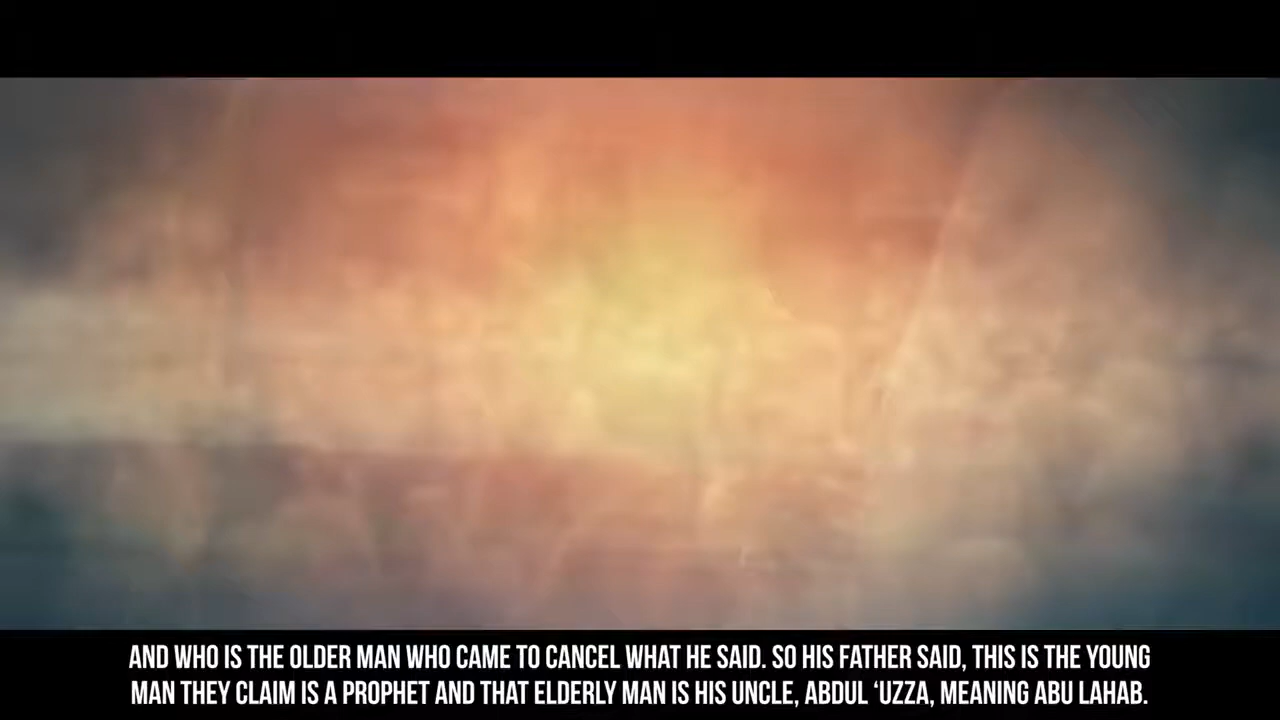 AND WHO IS THE OLDER MAN WHO CAME TO CANCEL WHAT HE SAID. SO HIS FATHER SAID, THIS IS THE YOUNG
MAN THEY CLAIM IS A PROPHET AND THAT ELDERLY MAN IS HIS UNCLE, ABDUL ‘UZZA, MEANING ABU LAHAB.